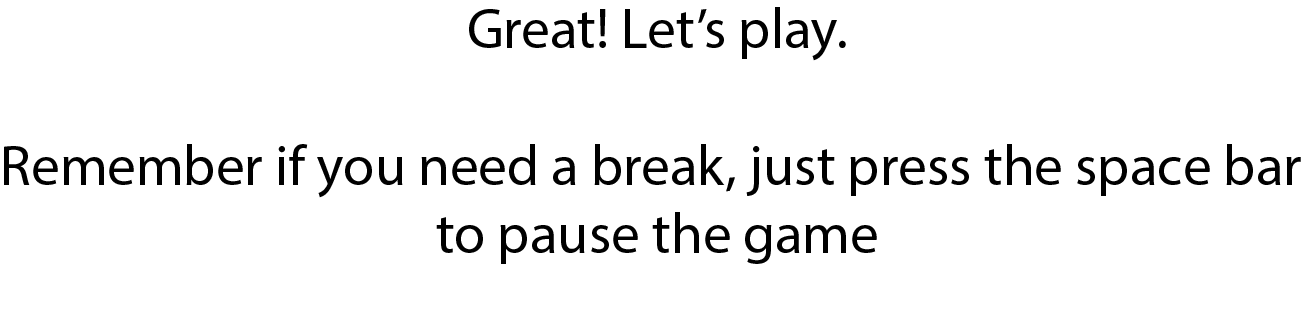 Great! Let’s play.
Remember if you need a break, just press the space bar
to pause the game